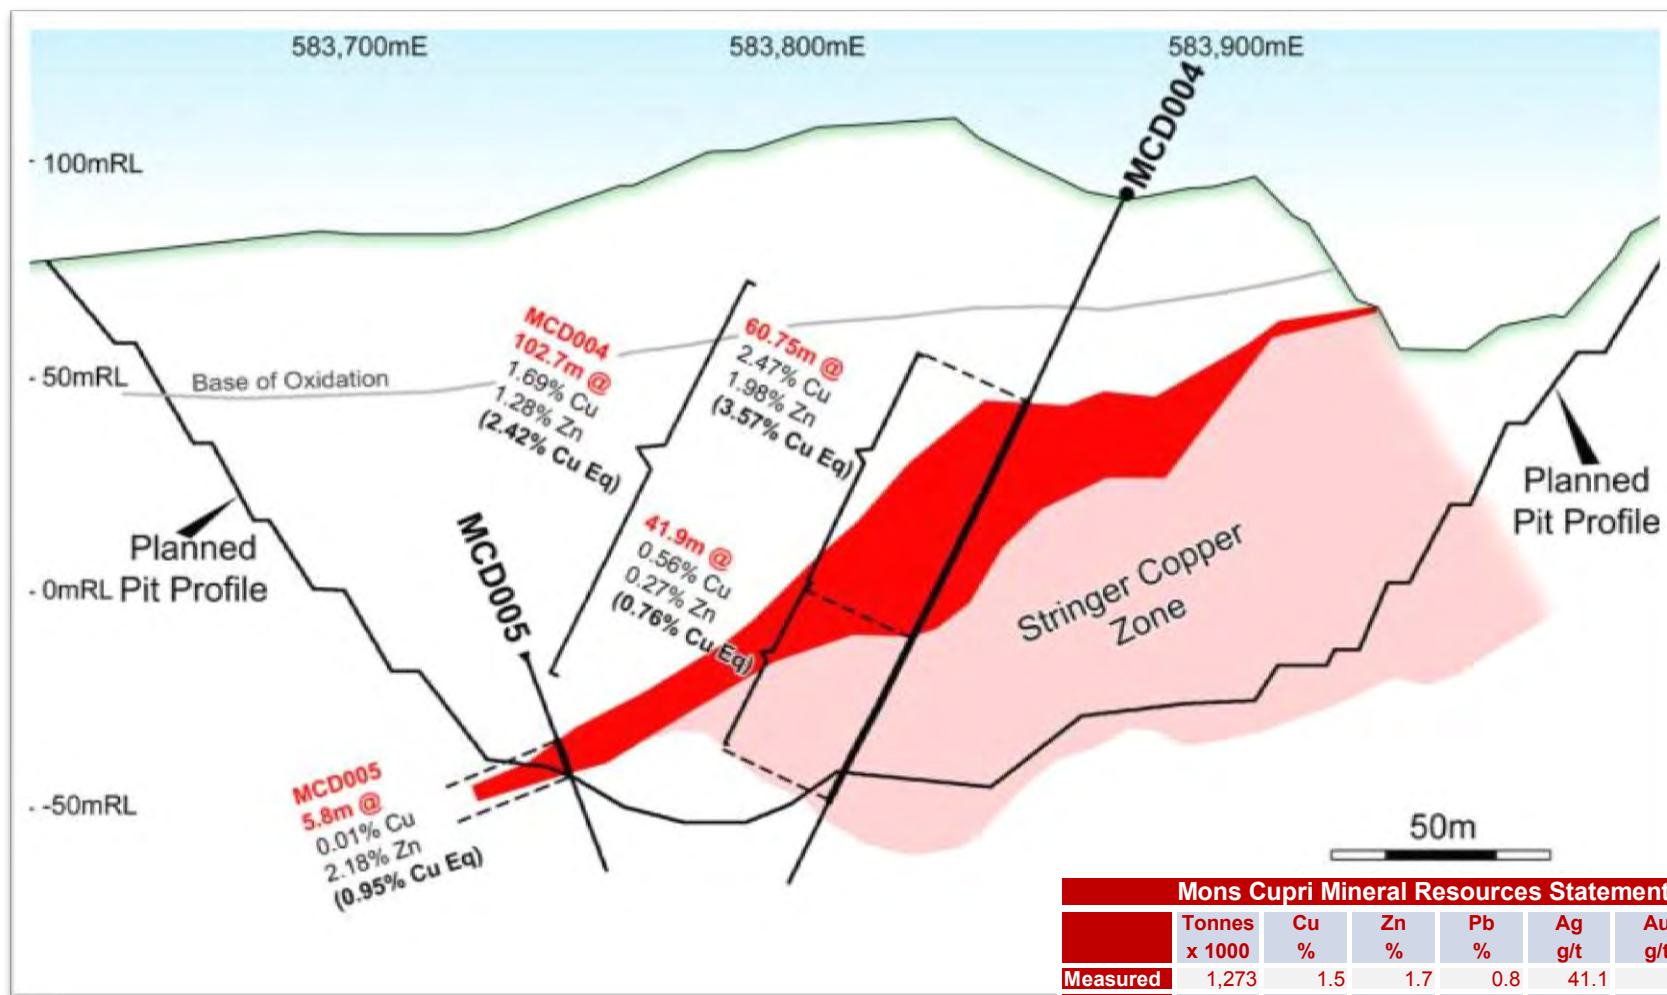 583,700mE
583,800mE
583,900mE
MCD004
- 100mRL
- 50mRL
- 0mRL
- -50mRL
Base of Oxidation
MCD004
102.7m @
1.69% Cu
1.28% Zn
(2.42% Cu Eq)
60.75m @
2.47% Cu
1.98% Zn
(3.57% Cu Eq)
41.9m @
0.56% Cu
0.27% Zn
(0.76% Cu Eq)
MCD005
Planned
Pit Profile
Planned
Pit Profile
Stringer Copper
Zone
MCD005
5.8m @
0.01% Cu
2.18% Zn
(0.95% Cu Eq)
50m
Mons Cupri Mineral Resources Statement
Tonnes Cu Zn Pb Ag Au
x 1000 % % % g/t g/t
Measured 1,273 1.5 1.7 0.8 41.1